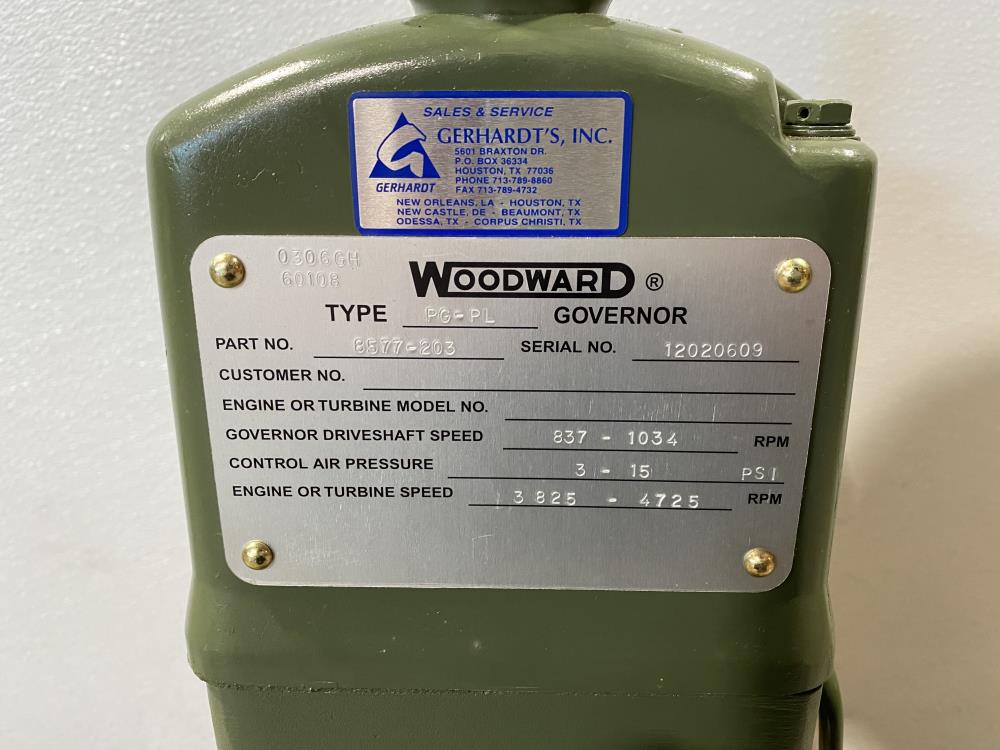 SALES & SERVICE
GERHARDT'S, INC.
5601 BRAXTON DR.
P.O. BOX 36334
HOUSTON, TX 77036
PHONE 713-789-8860
FAX 713-789-4732
GERHARDT
NEW ORLEANS, LA - HOUSTON, TX
NEW CASTLE, DE - BEAUMONT, TX
ODESSA, TX - CORPUS CHRISTI, TX
0306GH
60108
WOODWARD ®
TYPE PG-PL GOVERNOR
PART NO. 8577-203 SERIAL NO. 12020609
CUSTOMER NO.
ENGINE OR TURBINE MODEL NO.
GOVERNOR DRIVESHAFT SPEED 837 - 1034 RPM
CONTROL AIR PRESSURE 3 - 15 PSI
ENGINE OR TURBINE SPEED 3825 - 4725 RPM